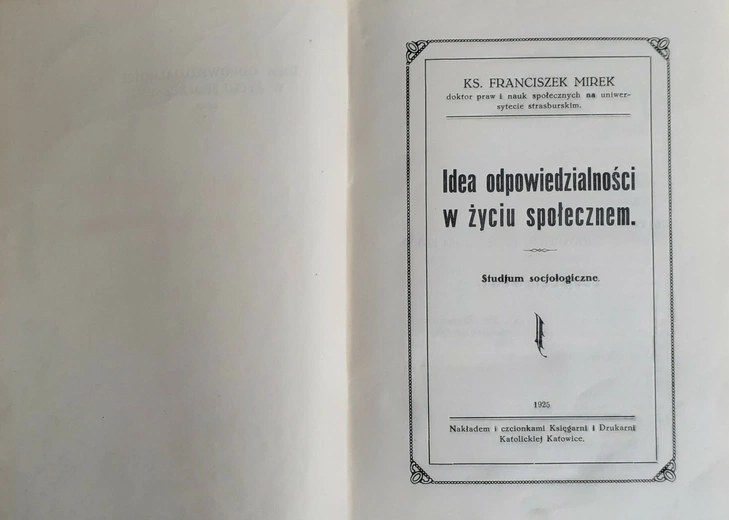 KS. FRANCISZEK MIREK
doktor praw i nauk społecznych na uniwer-
sytecie strasburskim.
Idea odpowiedzialności
w życiu społecznem.
Studjum socjologiczne.
1925
Nakładem i czcionkami Księgarni i Drukarni
Katolickiej Katowice.